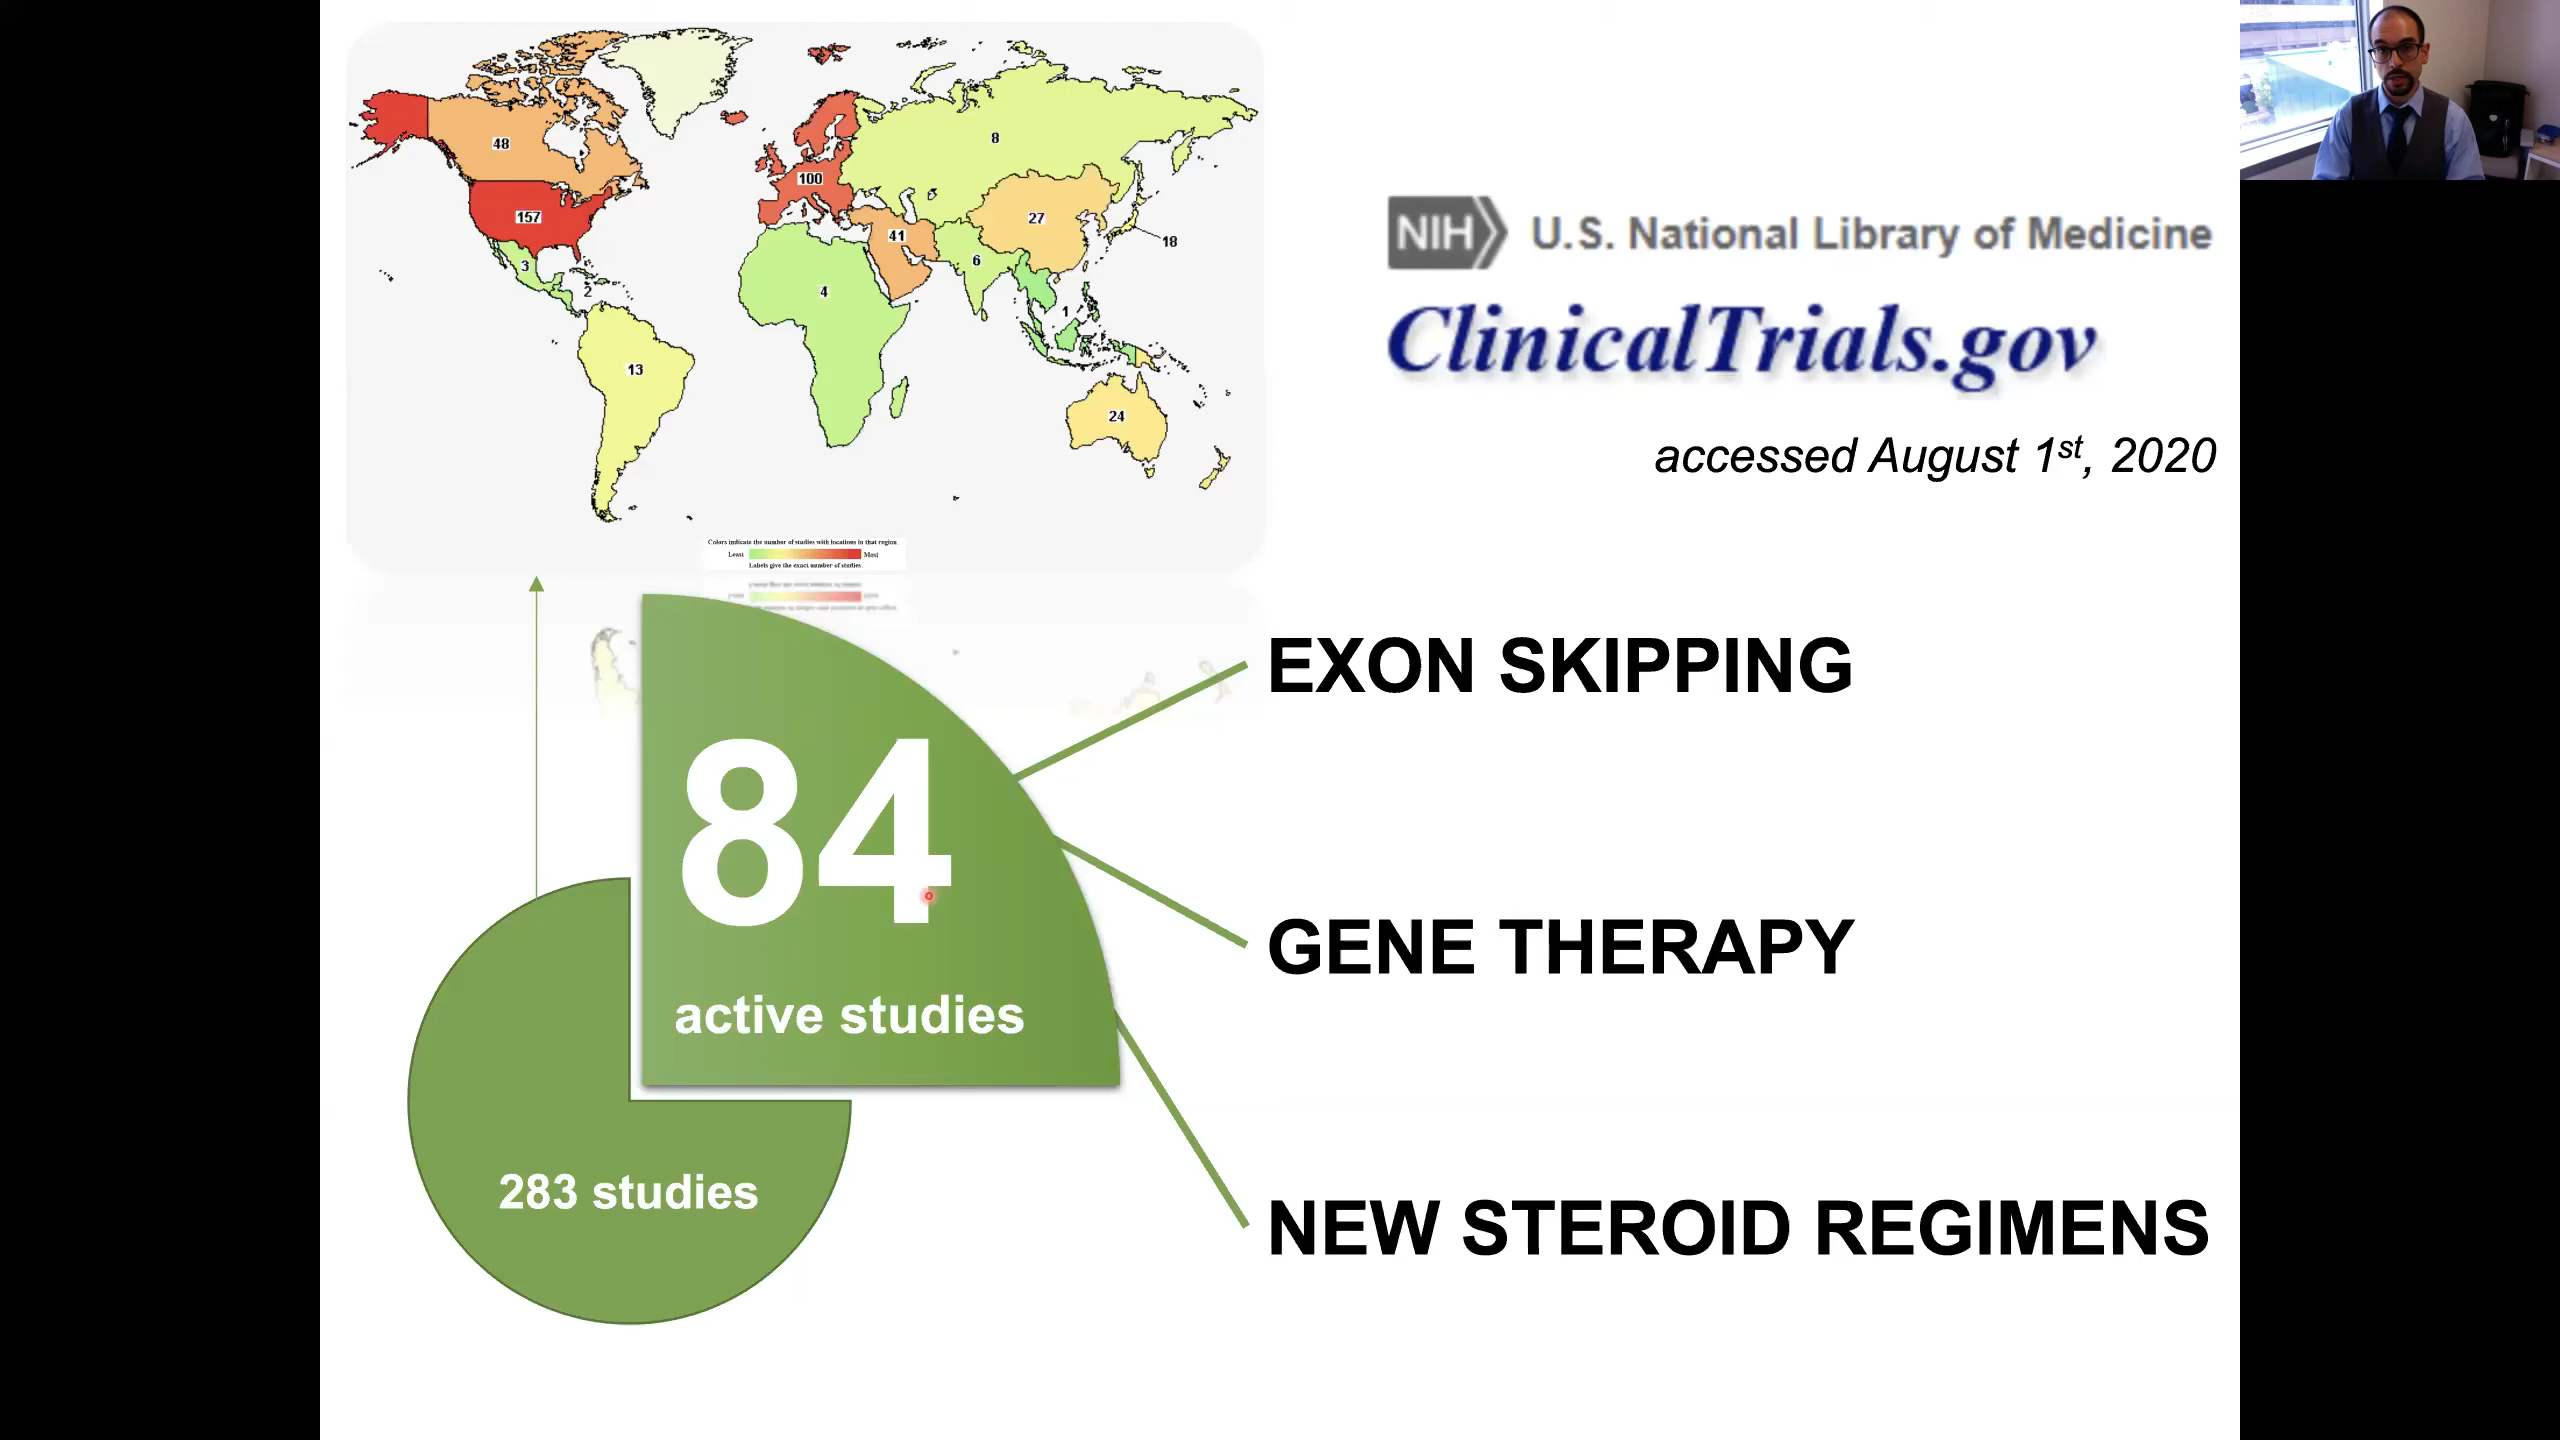 48
8
100
157
27
41
18
3
6
2
4
1
13
24
Colors indicate the number of studies with locations in that region
Least Most
Labels give the exact number of studies.
NIH U.S. National Library of Medicine
ClinicalTrials.gov
accessed August 1st, 2020
84
active studies
283 studies
EXON SKIPPING
GENE THERAPY
NEW STEROID REGIMENS